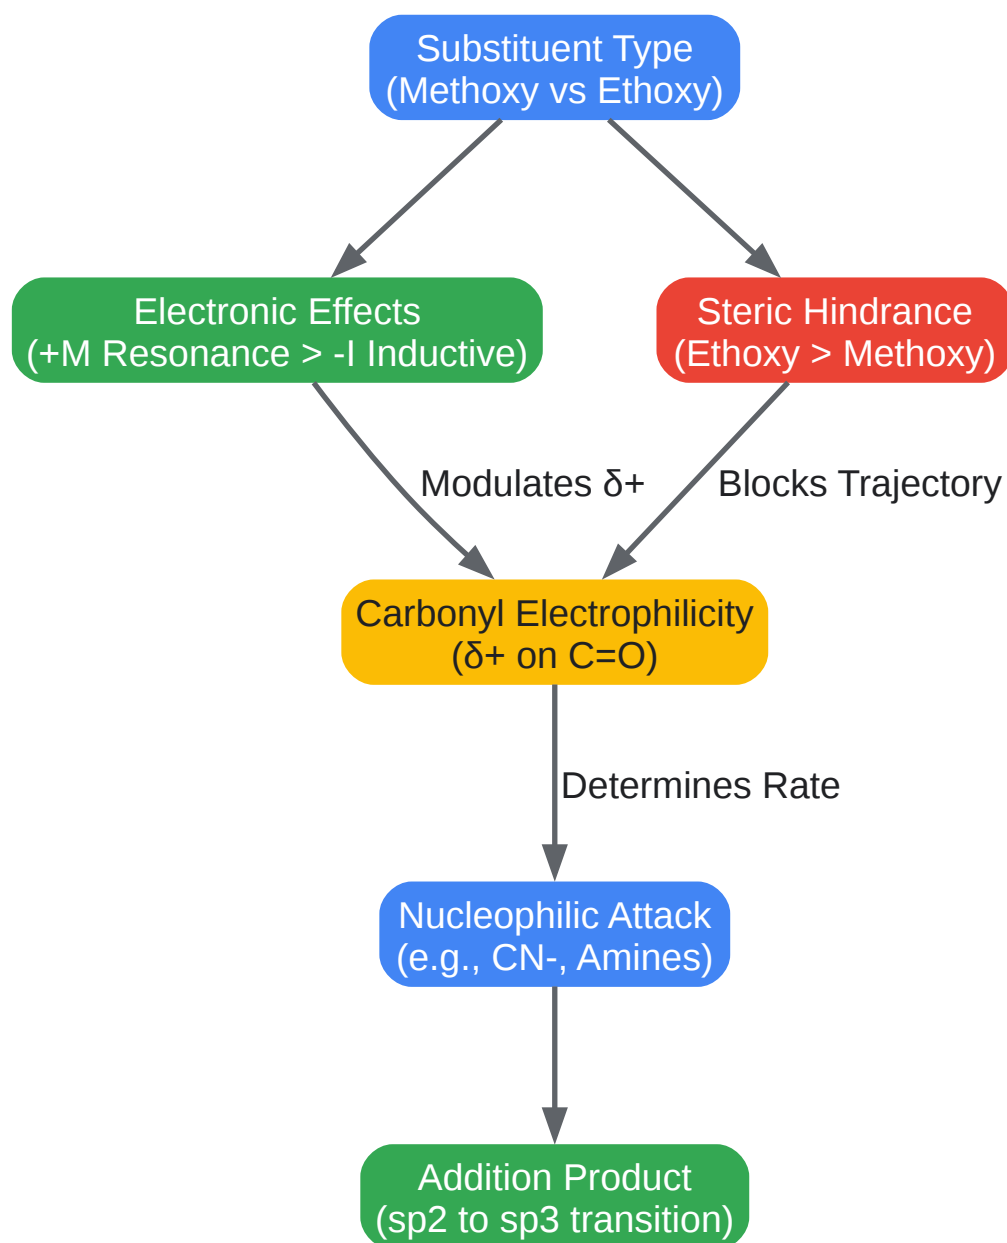 Substituent Type
(Methoxy vs Ethoxy)
Electronic Effects
(+M Resonance > -I Inductive)
Steric Hindrance
(Ethoxy > Methoxy)
Modulates δ+
Blocks Trajectory
Carbonyl Electrophilicity
(δ+ on C=O)
Determines Rate
Nucleophilic Attack
(e.g., CN-, Amines)
Addition Product
(sp2 to sp3 transition)